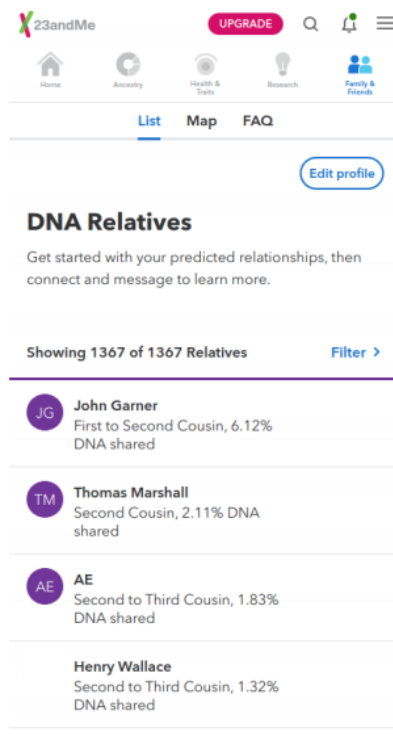 23andMe
UPGRADE
Home
Ancestry
Health &
Traits
Research
Family &
Friends
List Map FAQ
Edit profile
DNA Relatives
Get started with your predicted relationships, then
connect and message to learn more.
Showing 1367 of 1367 Relatives
Filter >
JG
John Garner
First to Second Cousin, 6.12%
DNA shared
TM
Thomas Marshall
Second Cousin, 2.11% DNA
shared
AE
AE
Second to Third Cousin, 1.83%
DNA shared
Henry Wallace
Second to Third Cousin, 1.32%
DNA shared